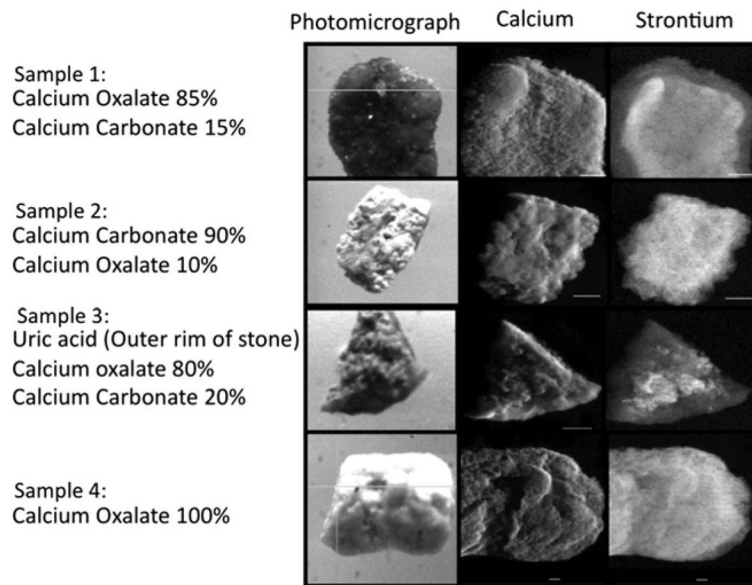 Photomicrograph Calcium Strontium
Sample 1:
Calcium Oxalate 85%
Calcium Carbonate 15%
Sample 2:
Calcium Carbonate 90%
Calcium Oxalate 10%
Sample 3:
Uric acid (Outer rim of stone)
Calcium oxalate 80%
Calcium Carbonate 20%
Sample 4:
Calcium Oxalate 100%